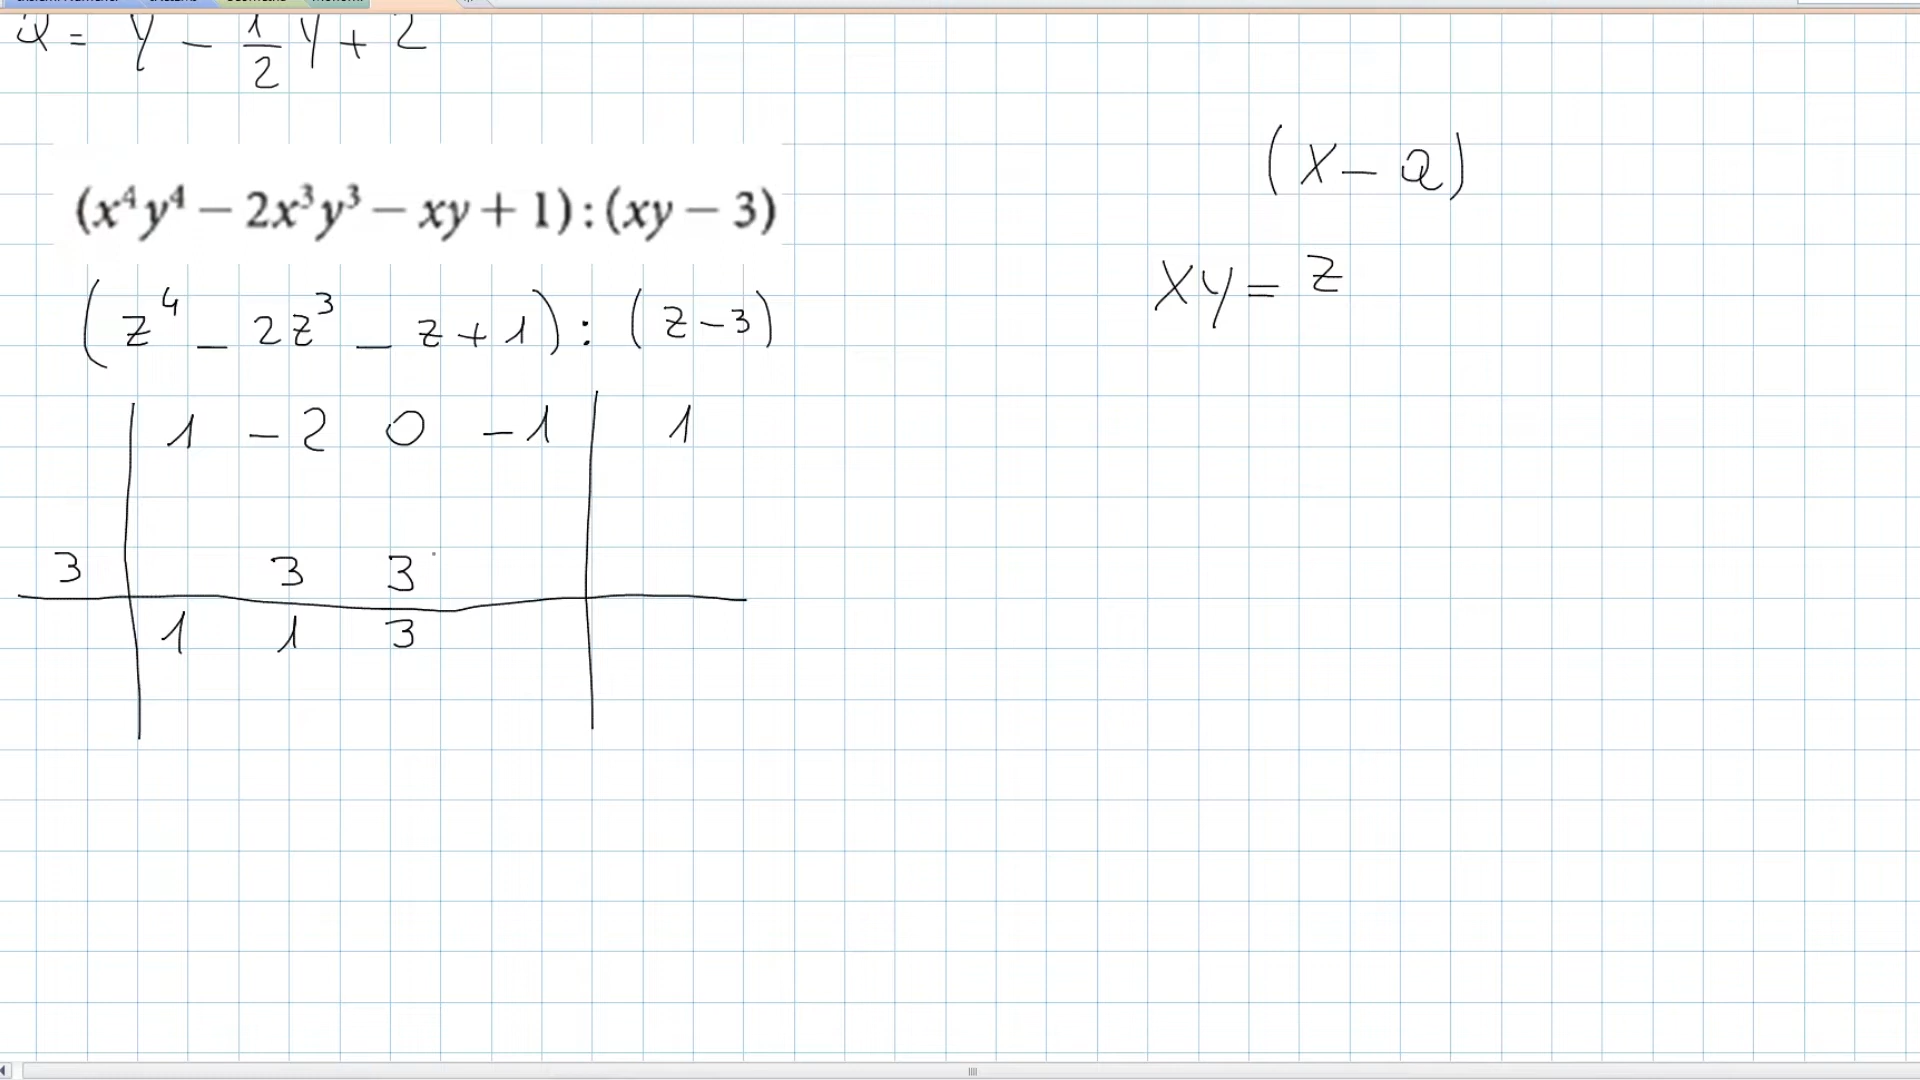 = y - 1/2 y + 2
(x - a)
(x⁴y⁴ − 2x³y³ − xy + 1) : (xy − 3)
xy = z
(z⁴ - 2z³ - z + 1) : (z - 3)
1 -2 0 -1 1
3 3 3
1 1 3